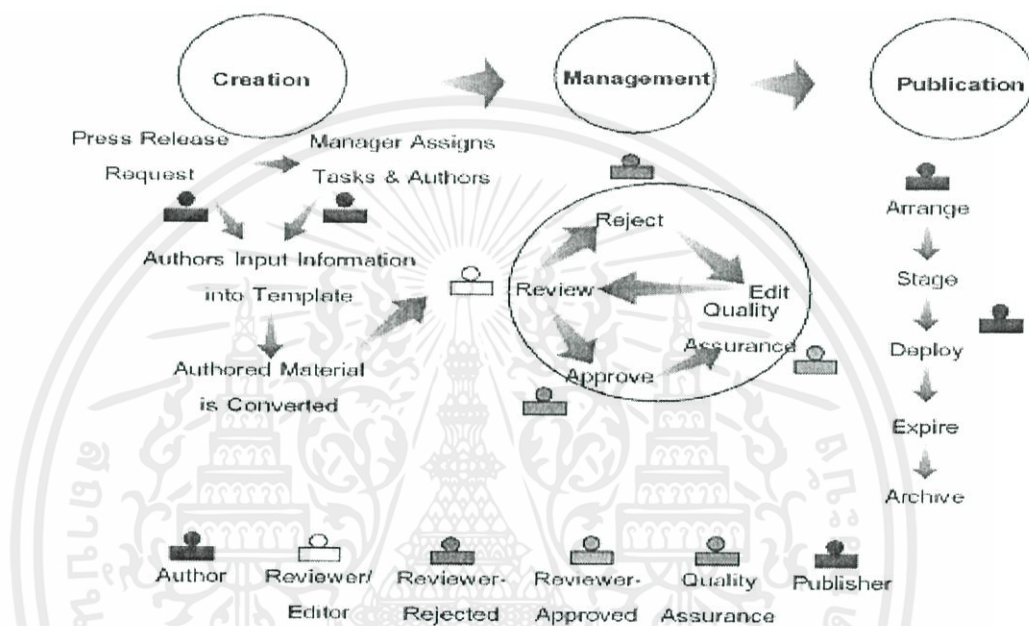 Creation
Management
Publication
Press Release
Request
Manager Assigns
Tasks & Authors
Authors Input Information
into Template
Authored Material
is Converted
Reject
Review
Edit
Quality
Assurance
Approve
Arrange
Stage
Deploy
Expire
Archive
Author
Reviewer/
Editor
Reviewer-
Rejected
Reviewer-
Approved
Quality
Assurance
Publisher